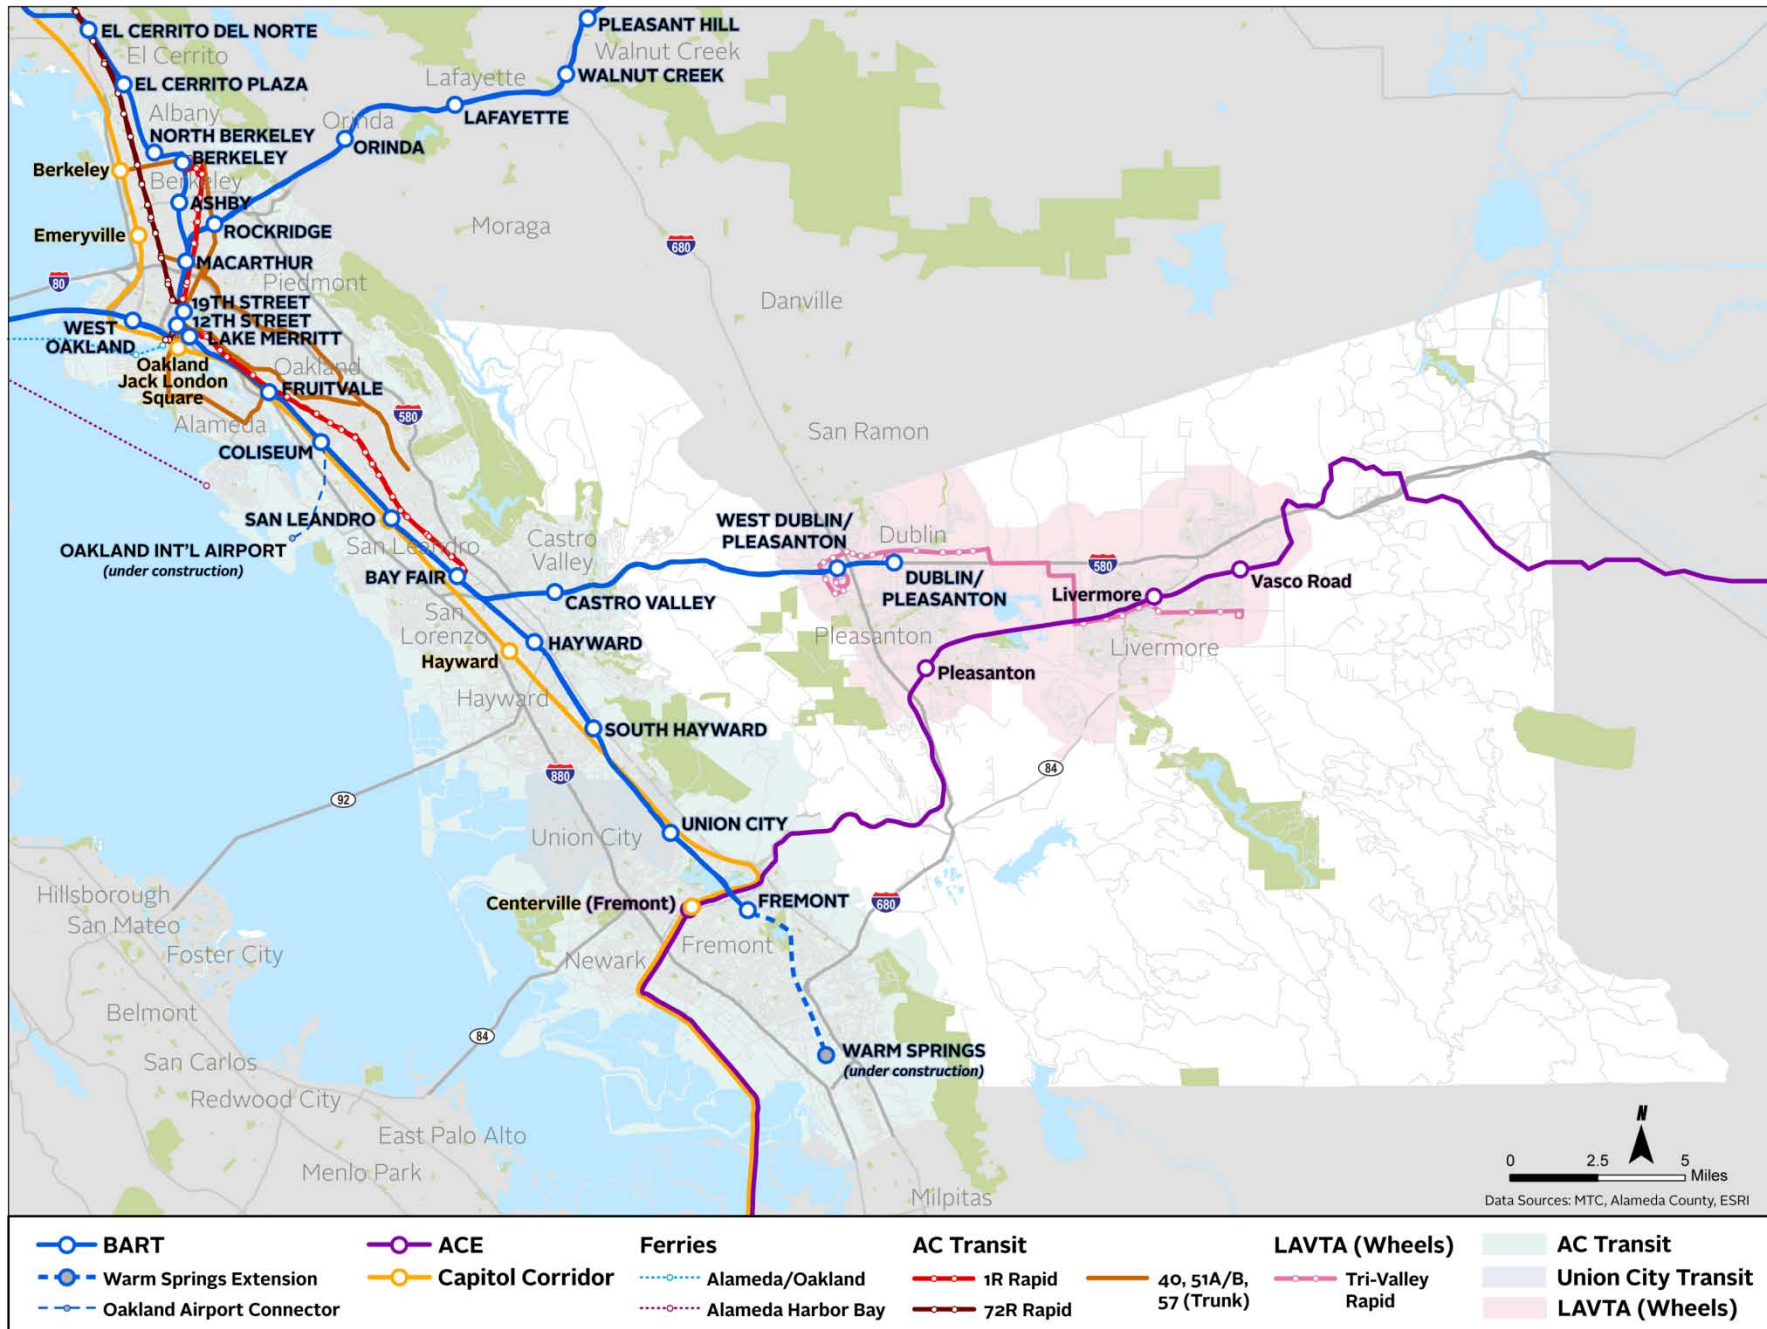 EL CERRITO DEL NORTE
El Cerrito
EL CERRITO PLAZA
Albany
NORTH BERKELEY
BERKELEY
Berkeley
Berkeley
ASHBY
Emeryville
ROCKRIDGE
MACARTHUR
Piedmont
80
19TH STREET
12TH STREET
LAKE MERRITT
WEST
OAKLAND
Oakland
Jack London
Square
Oakland
FRUITVALE
Alameda
580
COLISEUM
SAN LEANDRO
San Leandro
OAKLAND INT'L AIRPORT
(under construction)
BAY FAIR
PLEASANT HILL
Walnut Creek
WALNUT CREEK
Lafayette
LAFAYETTE
Orinda
ORINDA
Moraga
680
Danville
San Ramon
Castro
Valley
CASTRO VALLEY
WEST DUBLIN/
PLEASANTON
Dublin
DUBLIN/
PLEASANTON
580
Livermore
Vasco Road
Livermore
Pleasanton
Pleasanton
San
Lorenzo
HAYWARD
Hayward
Hayward
SOUTH HAYWARD
880
92
84
Union City
UNION CITY
Centerville (Fremont)
FREMONT
680
Fremont
Newark
84
WARM SPRINGS
(under construction)
Hillsborough
San Mateo
Foster City
Belmont
San Carlos
Redwood City
East Palo Alto
Menlo Park
Milpitas
N
0 2.5 5
Miles
Data Sources: MTC, Alameda County, ESRI
BART
Warm Springs Extension
Oakland Airport Connector
ACE
Capitol Corridor
Ferries
Alameda/Oakland
Alameda Harbor Bay
AC Transit
1R Rapid
72R Rapid
40, 51A/B,
57 (Trunk)
LAVTA (Wheels)
Tri-Valley
Rapid
AC Transit
Union City Transit
LAVTA (Wheels)